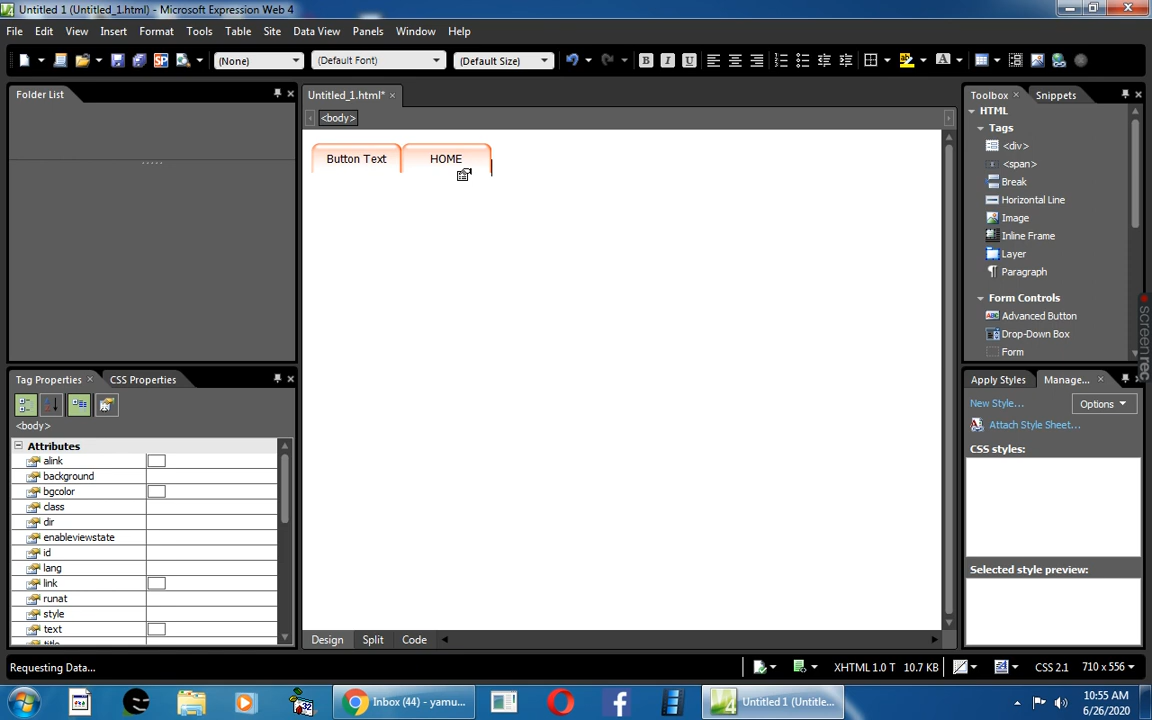 Untitled 1 (Untitled_1.html) - Microsoft Expression Web 4
File Edit View Insert Format Tools Table Site Data View Panels Window Help
(None) (Default Font) (Default Size) B I U A
Folder List
Untitled_1.html*
<body>
Button Text HOME
Toolbox Snippets
HTML
Tags
<div>
<span>
Break
Horizontal Line
Image
Inline Frame
Layer
Paragraph
Form Controls
Advanced Button
Drop-Down Box
Form
screenrec
Tag Properties CSS Properties
<body>
Attributes
alink
background
bgcolor
class
dir
enableviewstate
id
lang
link
runat
style
text
title
Apply Styles Manage...
New Style... Options
Attach Style Sheet...
CSS styles:
Selected style preview:
Design Split Code
Requesting Data... XHTML 1.0 T 10.7 KB CSS 2.1 710 x 556
Inbox (44) - yamu... Untitled 1 (Untitle...
10:55 AM
6/26/2020